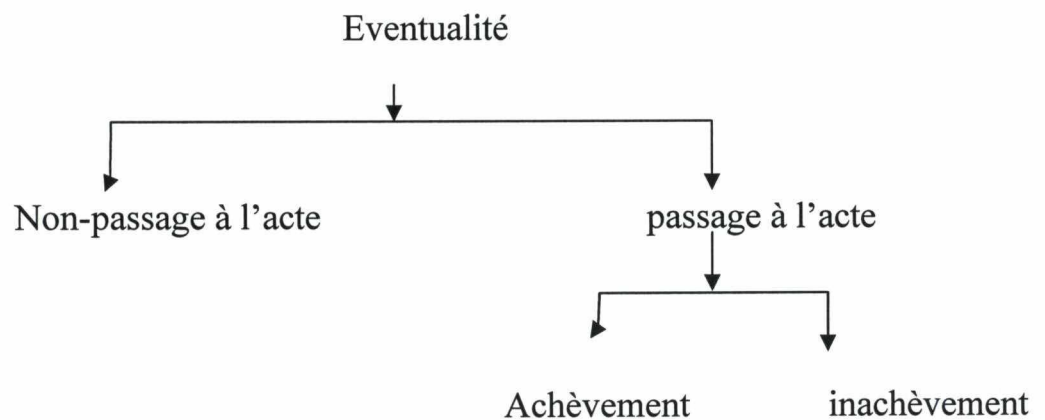 Eventualité
Non-passage à l’acte
passage à l’acte
Achèvement
inachèvement